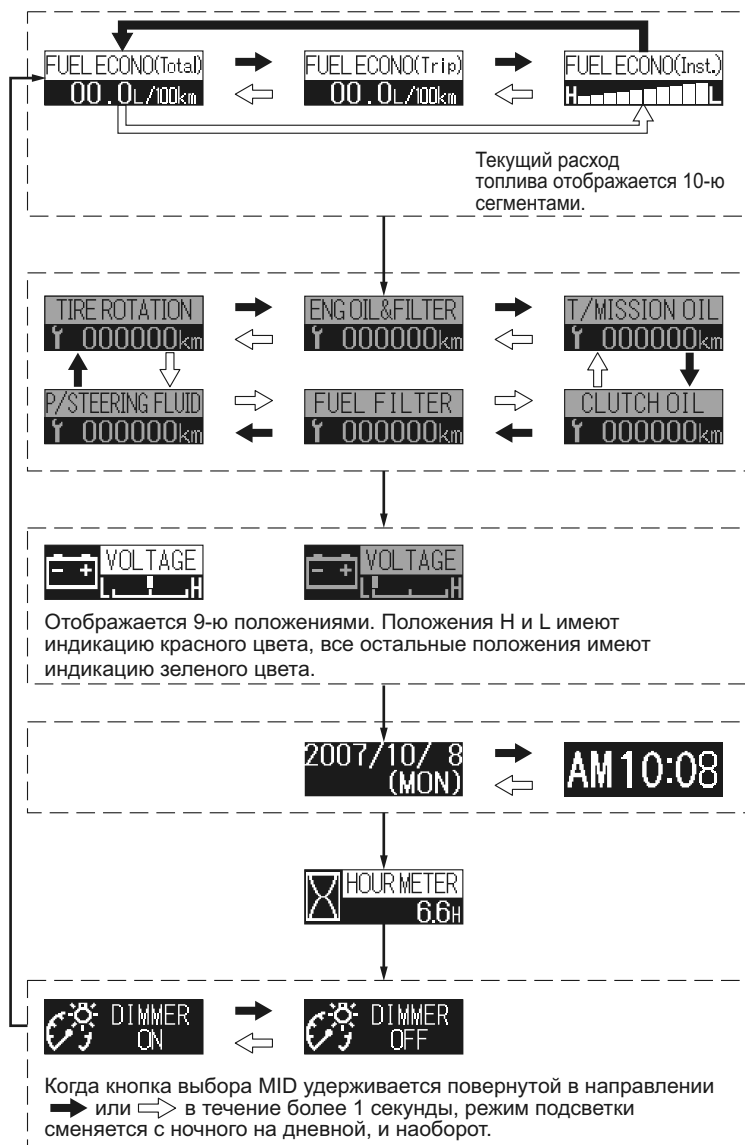 FUEL ECONO(Total) FUEL ECONO(Trip) FUEL ECONO(Inst.)
00.0L/100km 00.0L/100km H L
Текущий расход
топлива отображается 10-ю
сегментами.
TIRE ROTATION ENG OIL&FILTER T/MISSION OIL
000000km 000000km 000000km
P/STEERING FLUID FUEL FILTER CLUTCH OIL
000000km 000000km 000000km
- + VOLTAGE - + VOLTAGE
L H L H
Отображается 9-ю положениями. Положения H и L имеют
индикацию красного цвета, все остальные положения имеют
индикацию зеленого цвета.
2007/10/ 8
(MON)
AM10:08
HOUR METER
6.6H
DIMMER DIMMER
ON OFF
Когда кнопка выбора MID удерживается повернутой в направлении
или в течение более 1 секунды, режим подсветки
сменяется с ночного на дневной, и наоборот.